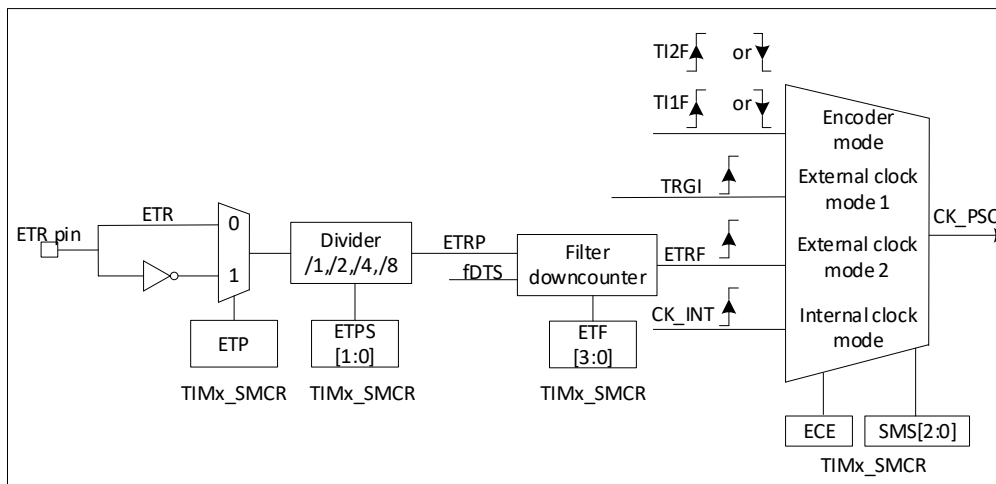 TI2F or
TI1F or
Encoder
mode
TRGI
External clock
mode 1
CK_PSC
ETR pin
ETR
0
1
Divider
/1,/2,/4,/8
ETRP
fDTS
Filter
downcounter
ETRF
External clock
mode 2
CK_INT
Internal clock
mode
ETP
ETPS
[1:0]
ETF
[3:0]
TIMx_SMCR
TIMx_SMCR
TIMx_SMCR
ECE
SMS[2:0]
TIMx_SMCR